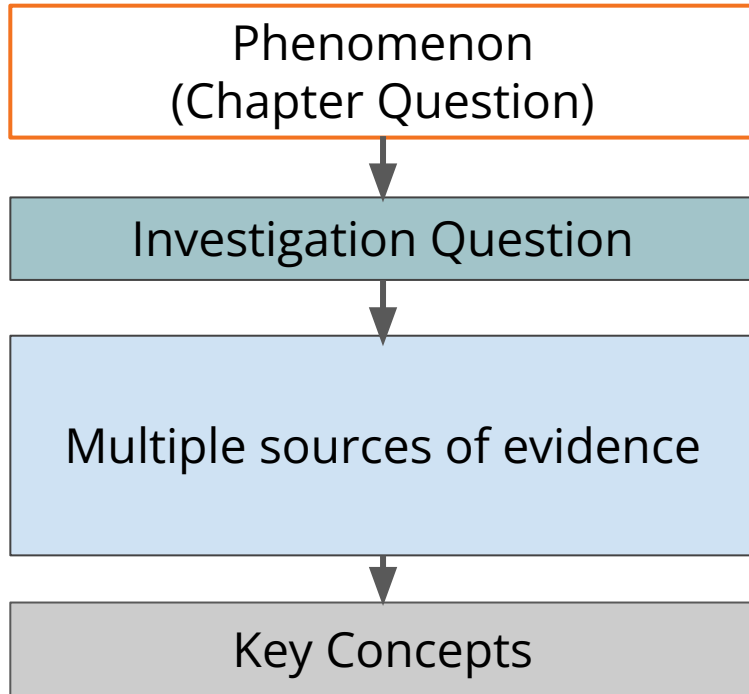 Phenomenon
(Chapter Question)
Investigation Question
Multiple sources of evidence
Key Concepts